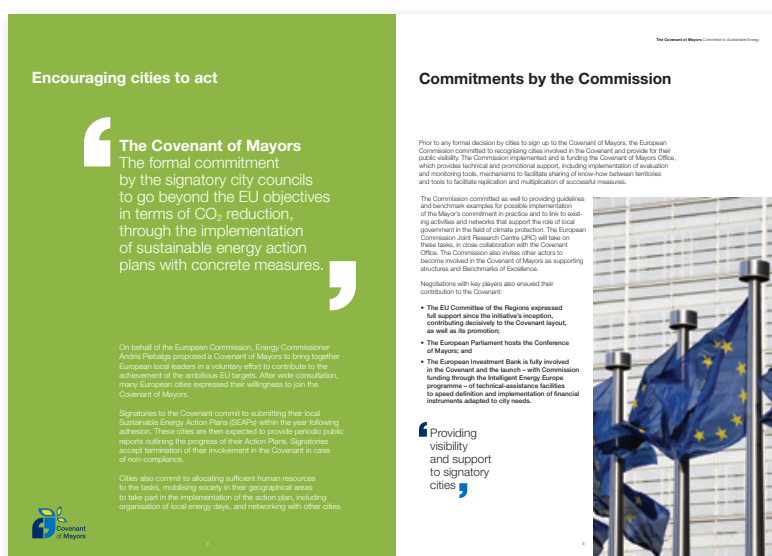 Encouraging cities to act
The Covenant of Mayors
The formal commitment
by the signatory city councils
to go beyond the EU objectives
in terms of CO₂ reduction,
through the implementation
of sustainable energy action
plans with concrete measures.
On behalf of the European Commission, Energy Commissioner
Andris Piebalgs proposed a Covenant of Mayors to bring together
European local leaders in a voluntary effort to contribute to the
achievement of the ambitious EU targets. After wide consultation,
many European cities expressed their willingness to join the
Covenant of Mayors.
Signatories to the Covenant commit to submitting their local
Sustainable Energy Action Plans (SEAPs) within the year following
adhesion. These cities are then expected to provide periodic public
reports outlining the progress of their Action Plans. Signatories
accept termination of their involvement in the Covenant in case
of non-compliance.
Cities also commit to allocating sufficient human resources
to the tasks, mobilising society in their geographical areas
to take part in the implementation of the action plan, including
organisation of local energy days, and networking with other cities.
Covenant
of Mayors
The Covenant of Mayors Committed to Sustainable Energy
Commitments by the Commission
Prior to any formal decision by cities to sign up to the Covenant of Mayors, the European
Commission committed to recognising cities involved in the Covenant and provide for their
public visibility. The Commission implemented and is funding the Covenant of Mayors Office,
which provides technical and promotional support, including implementation of evaluation
and monitoring tools, mechanisms to facilitate sharing of know-how between territories
and tools to facilitate replication and multiplication of successful measures.
The Commission committed as well to providing guidelines
and benchmark examples for possible implementation
of the Mayor's commitment in practice and to link to exist-
ing activities and networks that support the role of local
government in the field of climate protection. The European
Commission Joint Research Centre (JRC) will take on
these tasks, in close collaboration with the Covenant
Office. The Commission also invites other actors to
become involved in the Covenant of Mayors as supporting
structures and Benchmarks of Excellence.
Negotiations with key players also ensured their
contribution to the Covenant:
• The EU Committee of the Regions expressed
full support since the initiative's inception,
contributing decisively to the Covenant layout,
as well as its promotion;
• The European Parliament hosts the Conference
of Mayors; and
• The European Investment Bank is fully involved
in the Covenant and the launch – with Commission
funding through the Intelligent Energy Europe
programme – of technical-assistance facilities
to speed definition and implementation of financial
instruments adapted to city needs.
Providing
visibility
and support
to signatory
cities